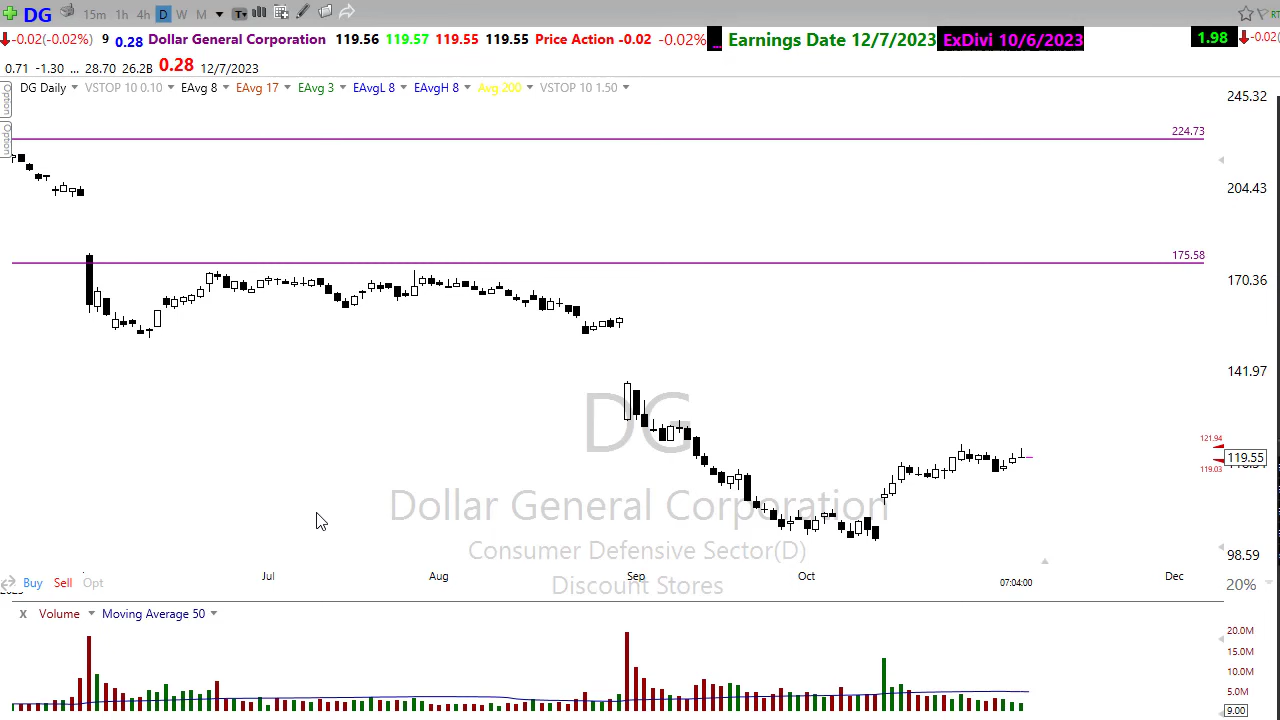 DG 15m 1h 4h D W M T RT
-0.02(-0.02%) 9 0.28 Dollar General Corporation 119.56 119.57 119.55 119.55 Price Action -0.02 -0.02% ... Earnings Date 12/7/2023 ExDivi 10/6/2023 1.98 -0.02(
0.71 -1.30 ... 28.70 26.2B 0.28 12/7/2023
DG Daily VSTOP 10 0.10 EAvg 8 EAvg 17 EAvg 3 EAvgL 8 EAvgH 8 Avg 200 VSTOP 10 1.50
Option
Option
245.32
224.73
204.43
175.58
170.36
141.97
DG
121.94
119.55
119.03
Dollar General Corporation
Consumer Defensive Sector(D)
98.59
Jul Aug Sep Oct Dec
Buy Sell Opt Discount Stores 07:04:00 20%
X Volume Moving Average 50
20.0M
15.0M
10.0M
5.0M
9.00